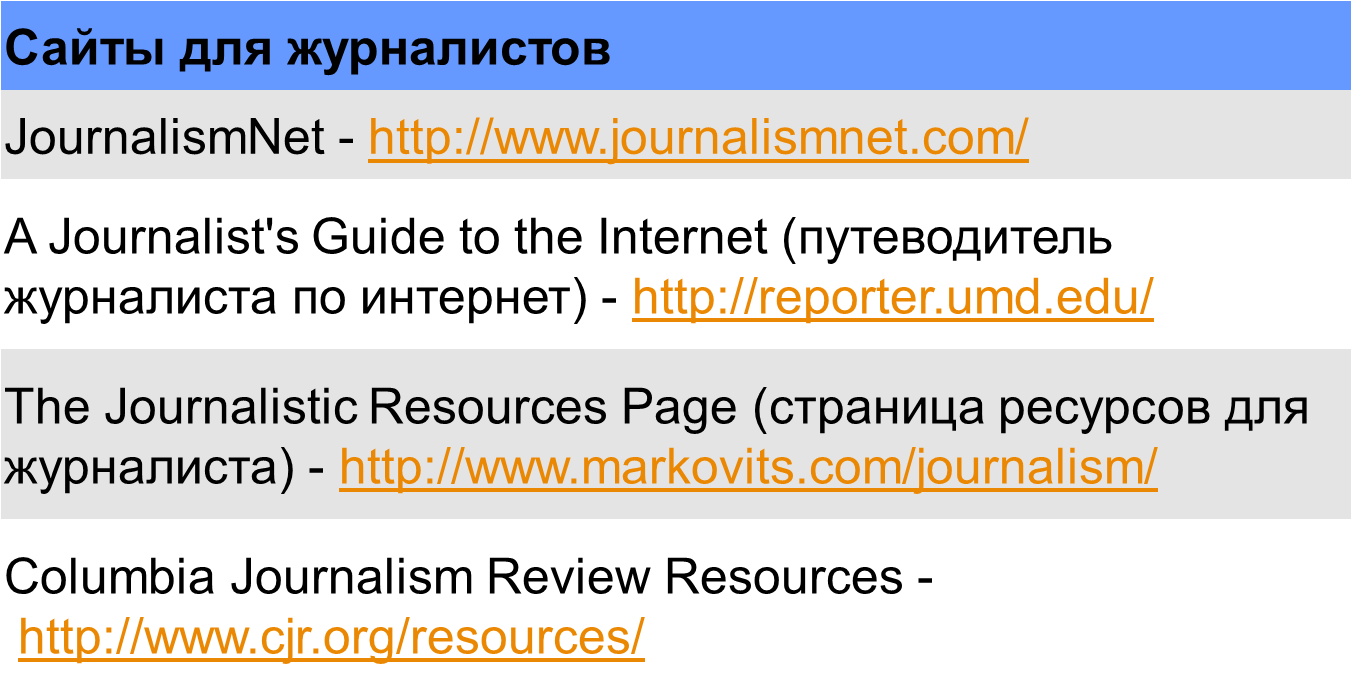 Сайты для журналистов
JournalismNet - http://www.journalismnet.com/
A Journalist's Guide to the Internet (путеводитель
журналиста по интернет) - http://reporter.umd.edu/
The Journalistic Resources Page (страница ресурсов для
журналиста) - http://www.markovits.com/journalism/
Columbia Journalism Review Resources -
http://www.cjr.org/resources/